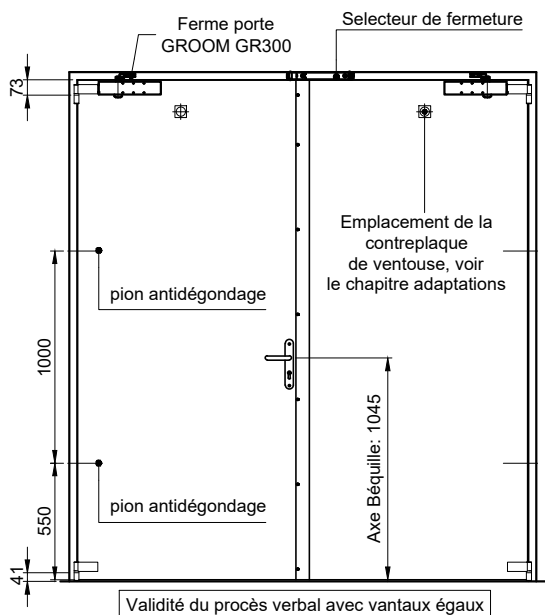 Ferme porte
GROOM GR300
Selecteur de fermeture
73
Emplacement de la
contreplaque
de ventouse, voir
le chapitre adaptations
pion antidégondage
1000
Axe Béquille: 1045
pion antidégondage
550
41
Validité du procès verbal avec vantaux égaux